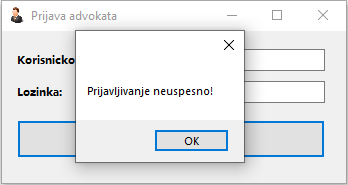 Prijava advokata
Korisnicko
Prijavljivanje neuspesno!
Lozinka:
OK